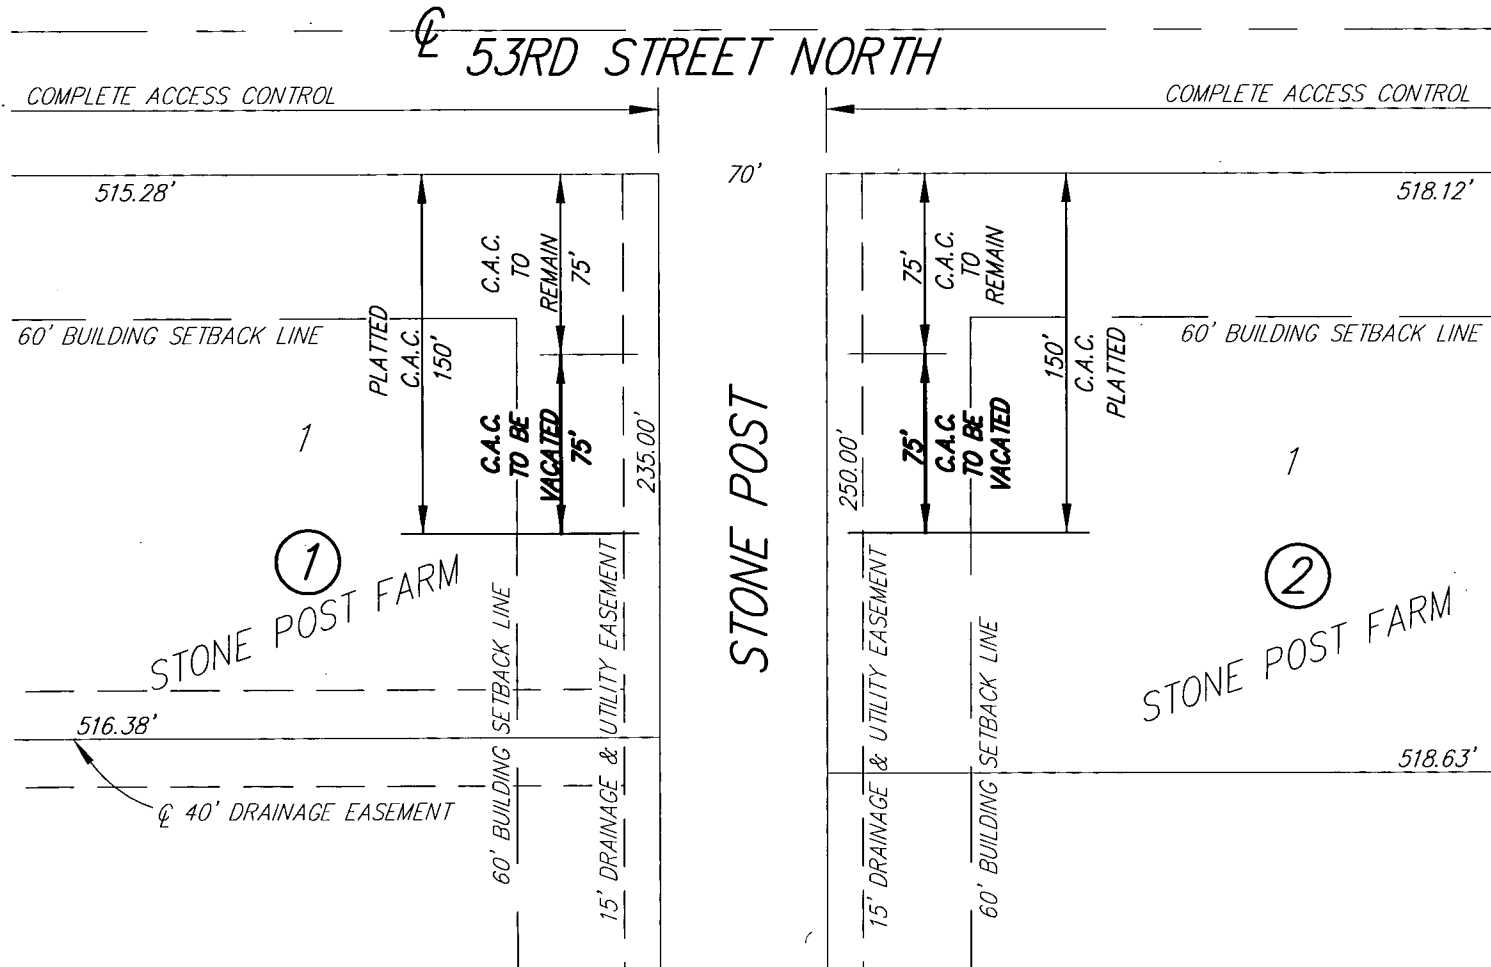 ℄ 53RD STREET NORTH
COMPLETE ACCESS CONTROL
COMPLETE ACCESS CONTROL
70'
515.28'
518.12'
C.A.C.
TO
REMAIN
75'
75'
C.A.C.
TO
REMAIN
60' BUILDING SETBACK LINE
60' BUILDING SETBACK LINE
PLATTED
C.A.C.
150'
150'
C.A.C.
PLATTED
C.A.C.
TO BE
VACATED
75'
75'
C.A.C.
TO BE
VACATED
235.00'
250.00'
STONE POST
1
1
1
STONE POST FARM
2
STONE POST FARM
60' BUILDING SETBACK LINE
15' DRAINAGE & UTILITY EASEMENT
15' DRAINAGE & UTILITY EASEMENT
60' BUILDING SETBACK LINE
516.38'
518.63'
℄ 40' DRAINAGE EASEMENT